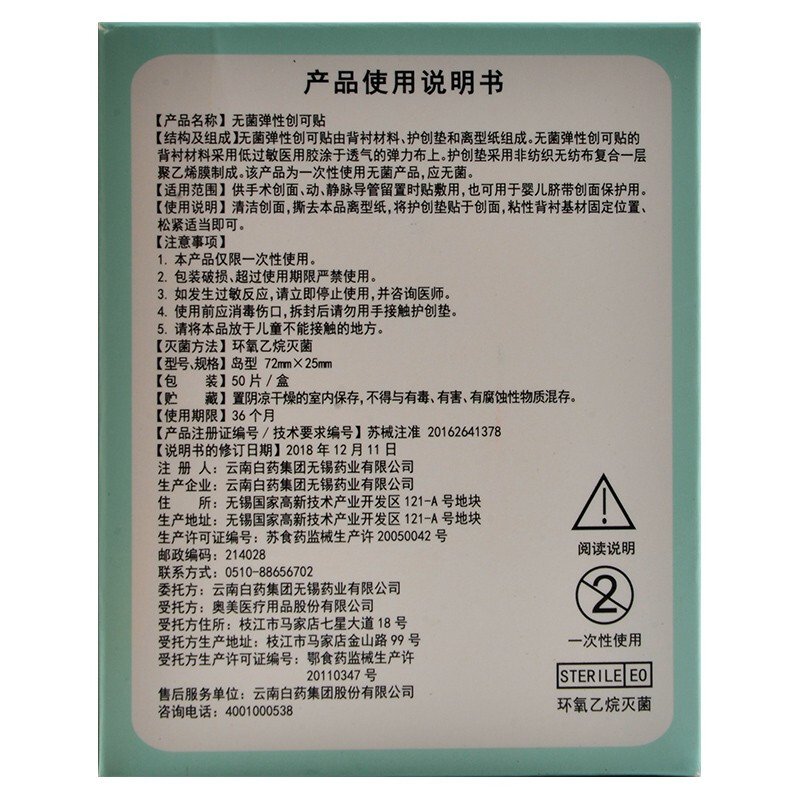 产品使用说明书
【产品名称】无菌弹性创可贴
【结构及组成】无菌弹性创可贴由背衬材料、护创垫和离型纸组成。无菌弹性创可贴的
背衬材料采用低过敏医用胶涂于透气的弹力布上。护创垫采用非纺织无纺布复合一层
聚乙烯膜制成。该产品为一次性使用无菌产品,应无菌。
【适用范围】供手术创面、动、静脉导管留置时贴敷用,也可用于婴儿脐带创面保护用。
【使用说明】清洁创面,撕去本品离型纸,将护创垫贴于创面,粘性背衬基材固定位置、
松紧适当即可。
【注意事项】
1. 本产品仅限一次性使用。
2. 包装破损、超过使用期限严禁使用。
3. 如发生过敏反应,请立即停止使用,并咨询医师。
4. 使用前应消毒伤口,拆封后请勿用手接触护创垫。
5. 请将本品放于儿童不能接触的地方。
【灭菌方法】环氧乙烷灭菌
【型号、规格】岛型 72mm×25mm
【包 装】50片/盒
【贮 藏】置阴凉干燥的室内保存,不得与有毒、有害、有腐蚀性物质混存。
【使用期限】36个月
【产品注册证编号/技术要求编号】苏械注准 20162641378
【说明书的修订日期】2018年12月11日
注 册 人:云南白药集团无锡药业有限公司
生产企业:云南白药集团无锡药业有限公司
住 所:无锡国家高新技术产业开发区121-A号地块
生产地址:无锡国家高新技术产业开发区121-A号地块
生产许可证编号:苏食药监械生产许20050042号
邮政编码:214028
联系方式:0510-88656702
委托方:云南白药集团无锡药业有限公司
受托方:奥美医疗用品股份有限公司
受托方住所:枝江市马家店七星大道18号
受托方生产地址:枝江市马家店金山路99号
受托方生产许可证编号:鄂食药监械生产许
20110347号
售后服务单位:云南白药集团股份有限公司
咨询电话:4001000538
阅读说明
2
一次性使用
STERILE EO
环氧乙烷灭菌